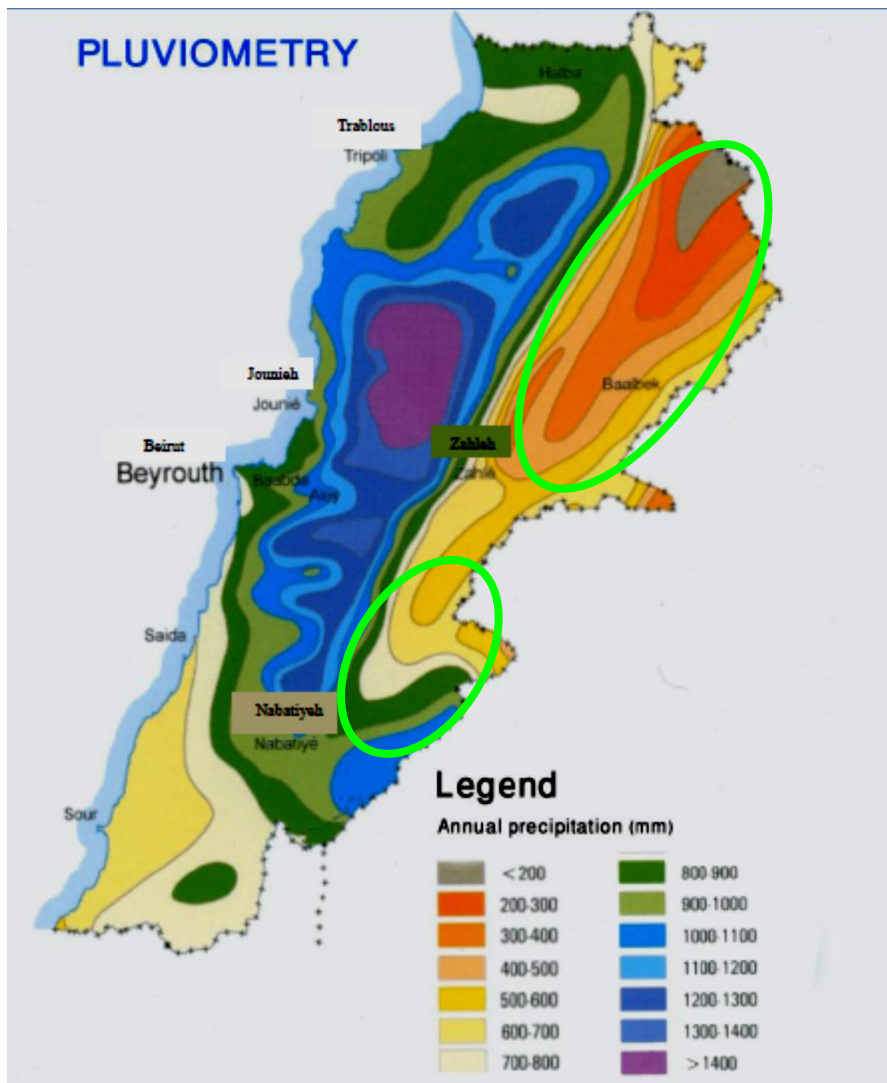 PLUVIOMETRY
Halba
Trablous
Tripoli
Jounieh
Jounié
Baalbek
Beirut
Beyrouth
Zahleh
Zahlé
Baabda
Aley
Saida
Nabatiyeh
Nabatiyé
Sour
Legend
Annual precipitation (mm)
<200
200-300
300-400
400-500
500-600
600-700
700-800
800-900
900-1000
1000-1100
1100-1200
1200-1300
1300-1400
>1400